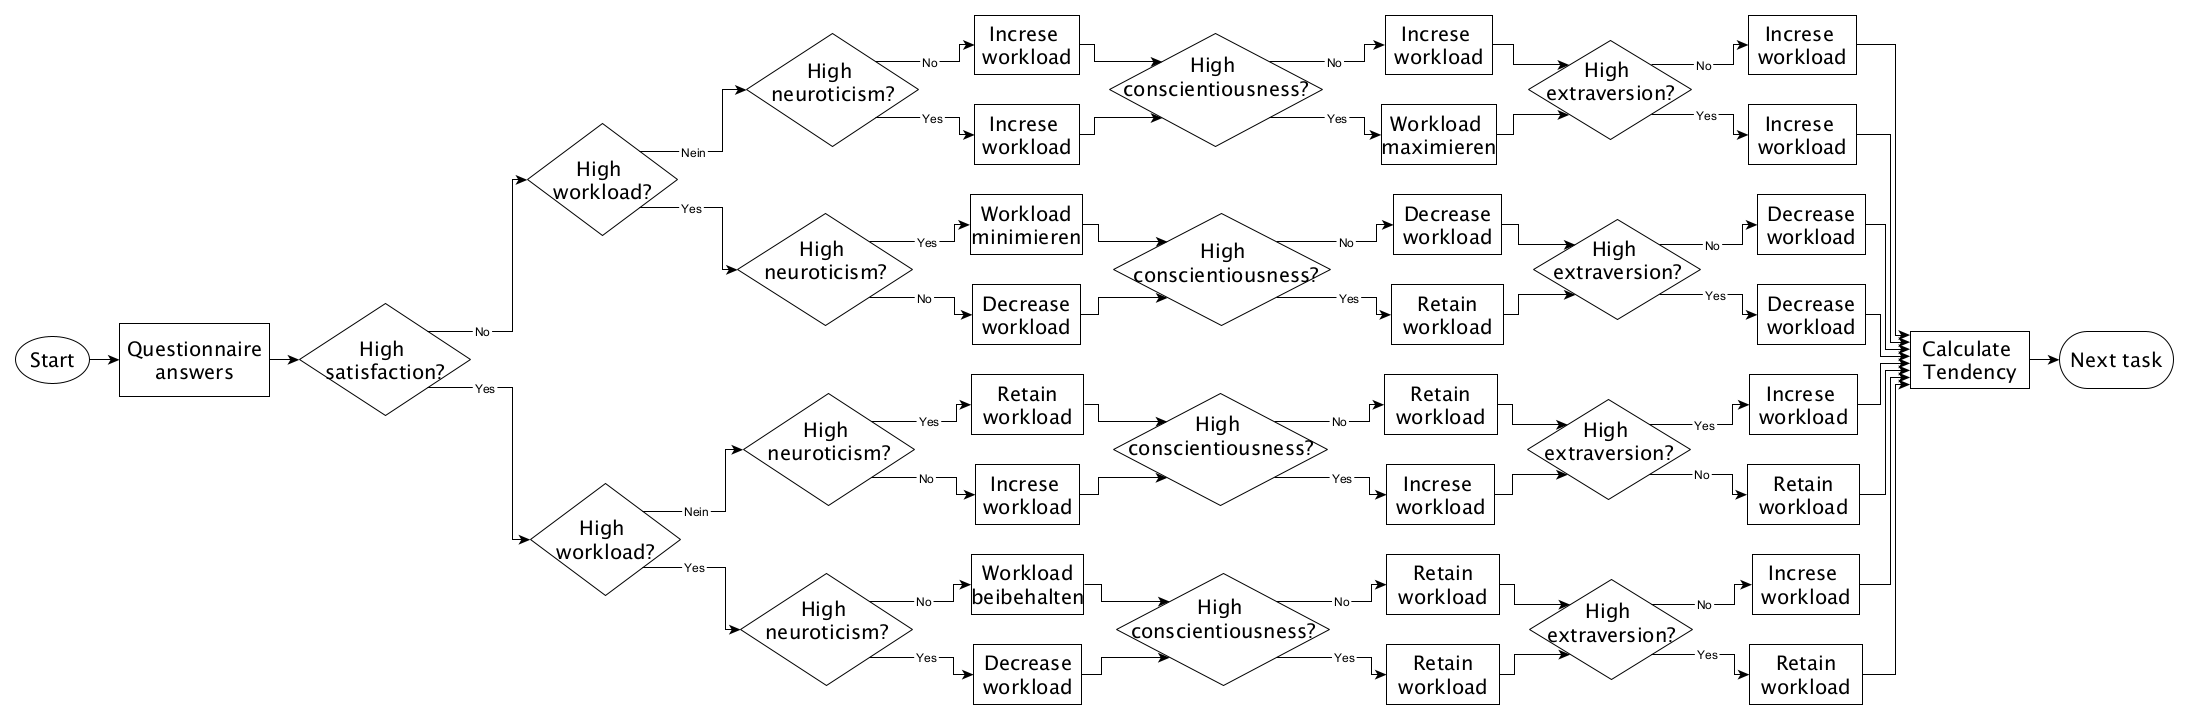 Start
Questionnaire
answers
High
satisfaction?
No
Yes
High
workload?
Nein
Yes
High
neuroticism?
No
Yes
Increse
workload
Increse
workload
High
conscientiousness?
No
Yes
Increse
workload
Workload
maximieren
High
extraversion?
No
Yes
Increse
workload
Increse
workload
High
neuroticism?
Yes
No
Workload
minimieren
Decrease
workload
High
conscientiousness?
No
Yes
Decrease
workload
Retain
workload
High
extraversion?
No
Yes
Decrease
workload
Decrease
workload
High
workload?
Nein
Yes
High
neuroticism?
Yes
No
Retain
workload
Increse
workload
High
conscientiousness?
No
Yes
Retain
workload
Increse
workload
High
extraversion?
Yes
No
Increse
workload
Retain
workload
High
neuroticism?
No
Yes
Workload
beibehalten
Decrease
workload
High
conscientiousness?
No
Yes
Retain
workload
Retain
workload
High
extraversion?
No
Yes
Increse
workload
Retain
workload
Calculate
Tendency
Next task